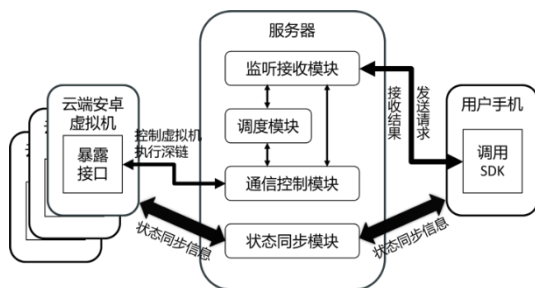 服务器
监听接收模块
调度模块
通信控制模块
状态同步模块
云端安卓
虚拟机
暴露
接口
控制虚拟机
执行深链
状态同步信息
发送请求
接收结果
用户手机
调用
SDK
状态同步信息